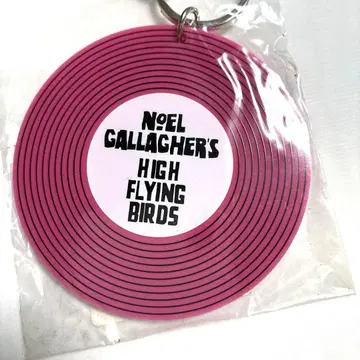 NOEL
GALLAGHER'S
HIGH
FLYING
BIRDS